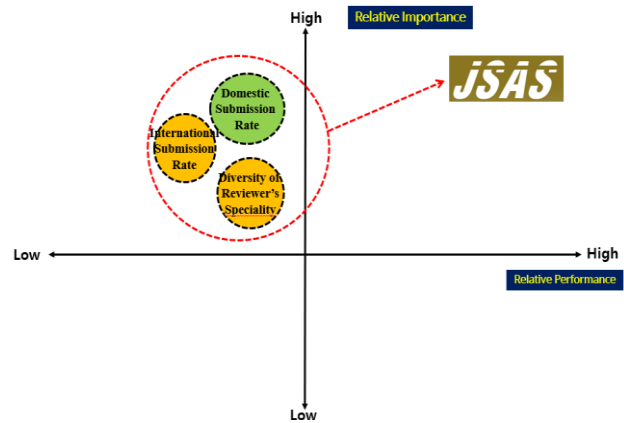 High
Relative Importance
JSAS
Domestic
Submission
Rate
International
Submission
Rate
Diversity of
Reviewer's
Speciality
Low
High
Relative Performance
Low